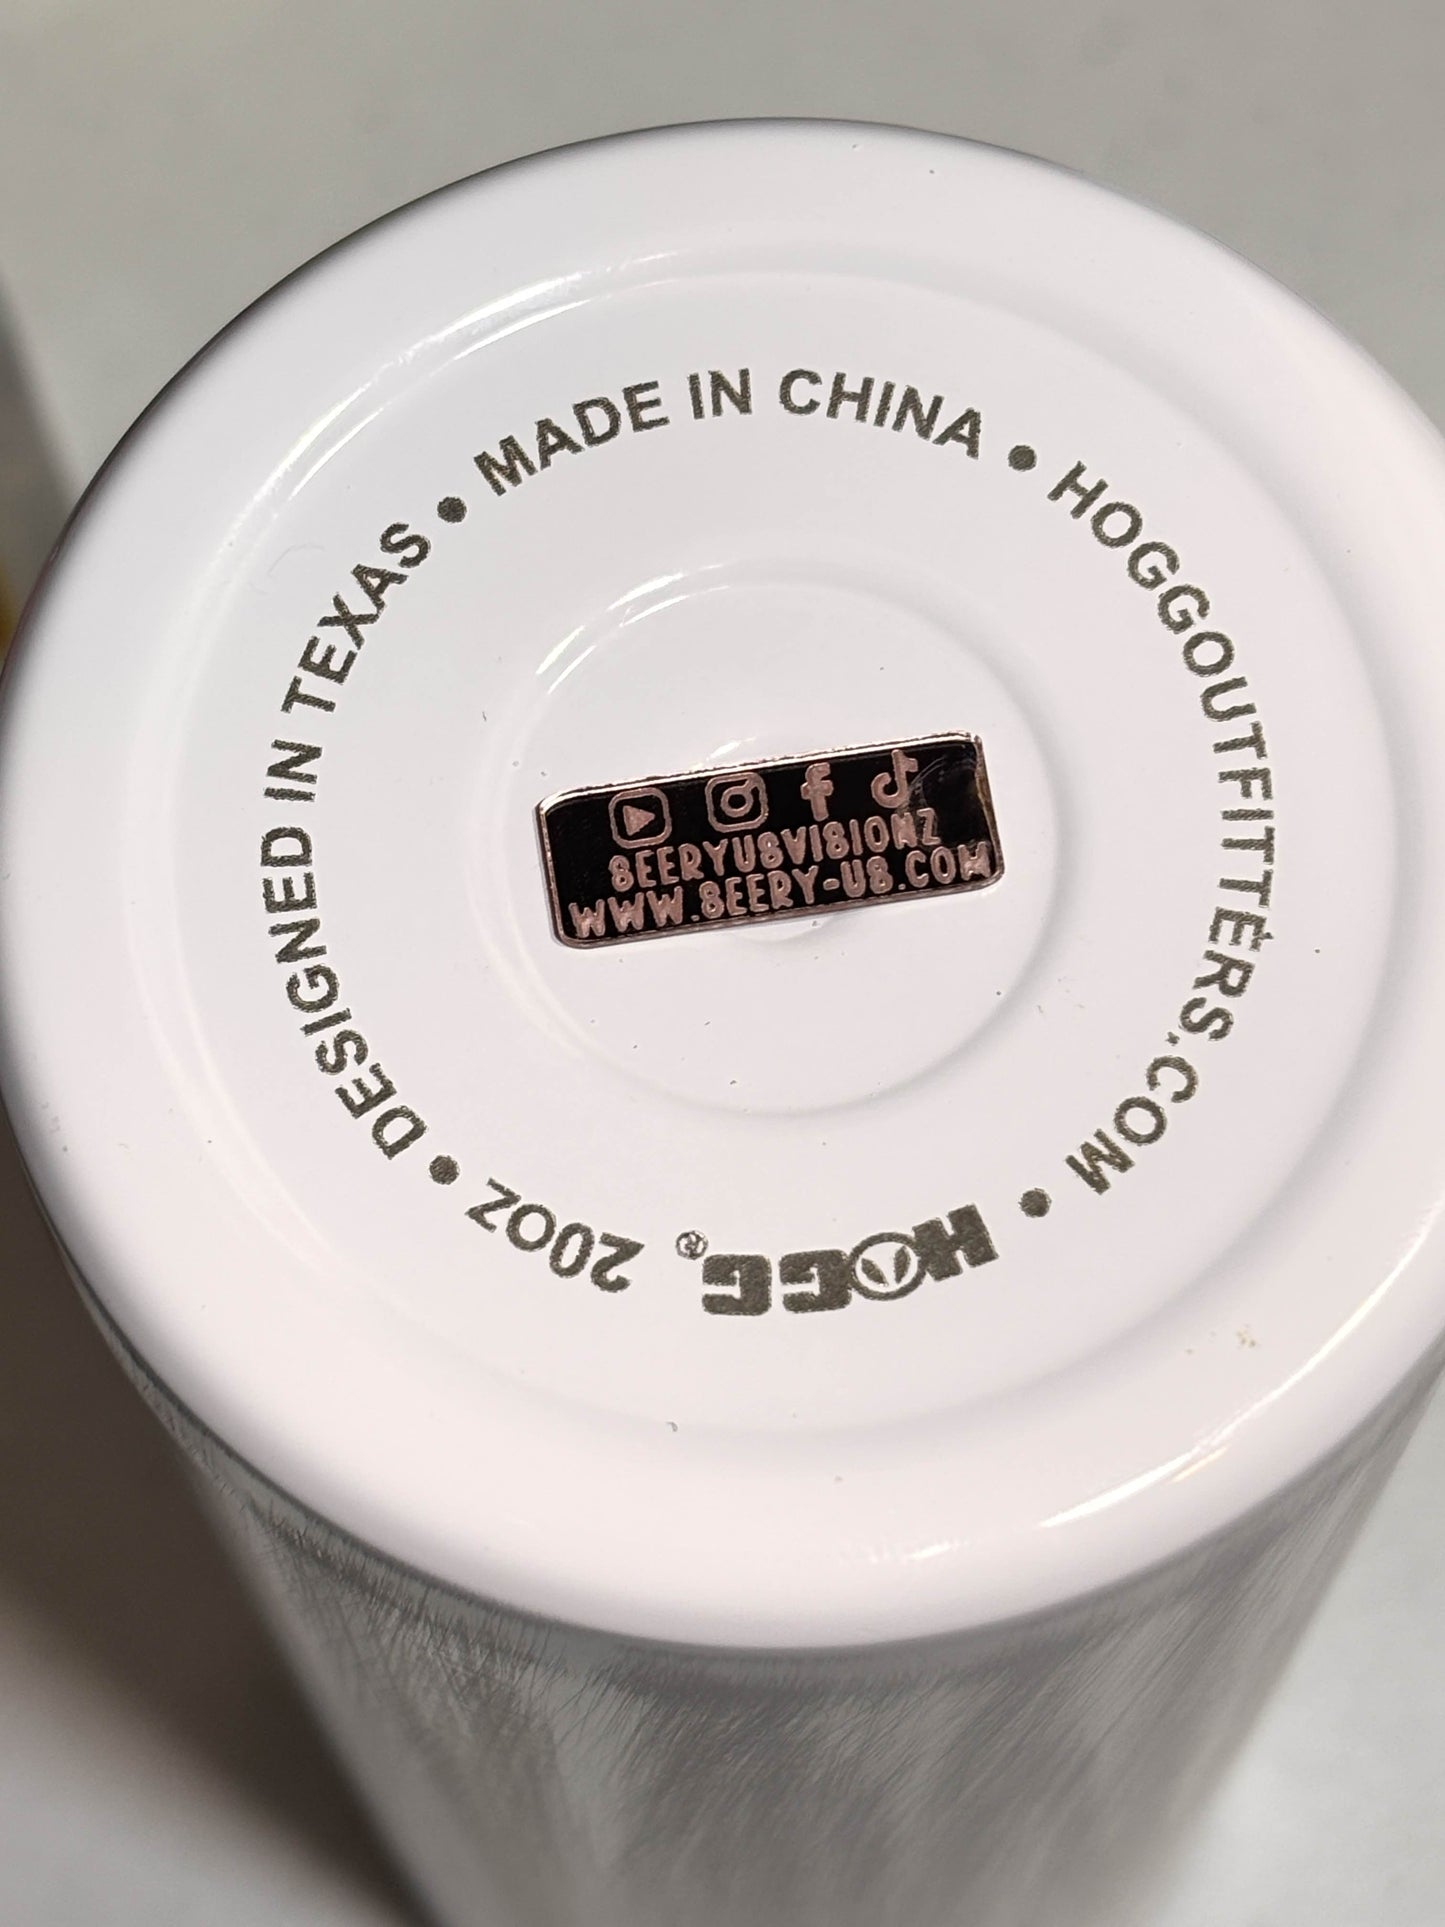 DESIGNED IN TEXAS • MADE IN CHINA • HOGGOUTFITTERS.COM • HOGG® 20OZ •
8EERYU8VI8IONZ
WWW.8EERY-U8.COM